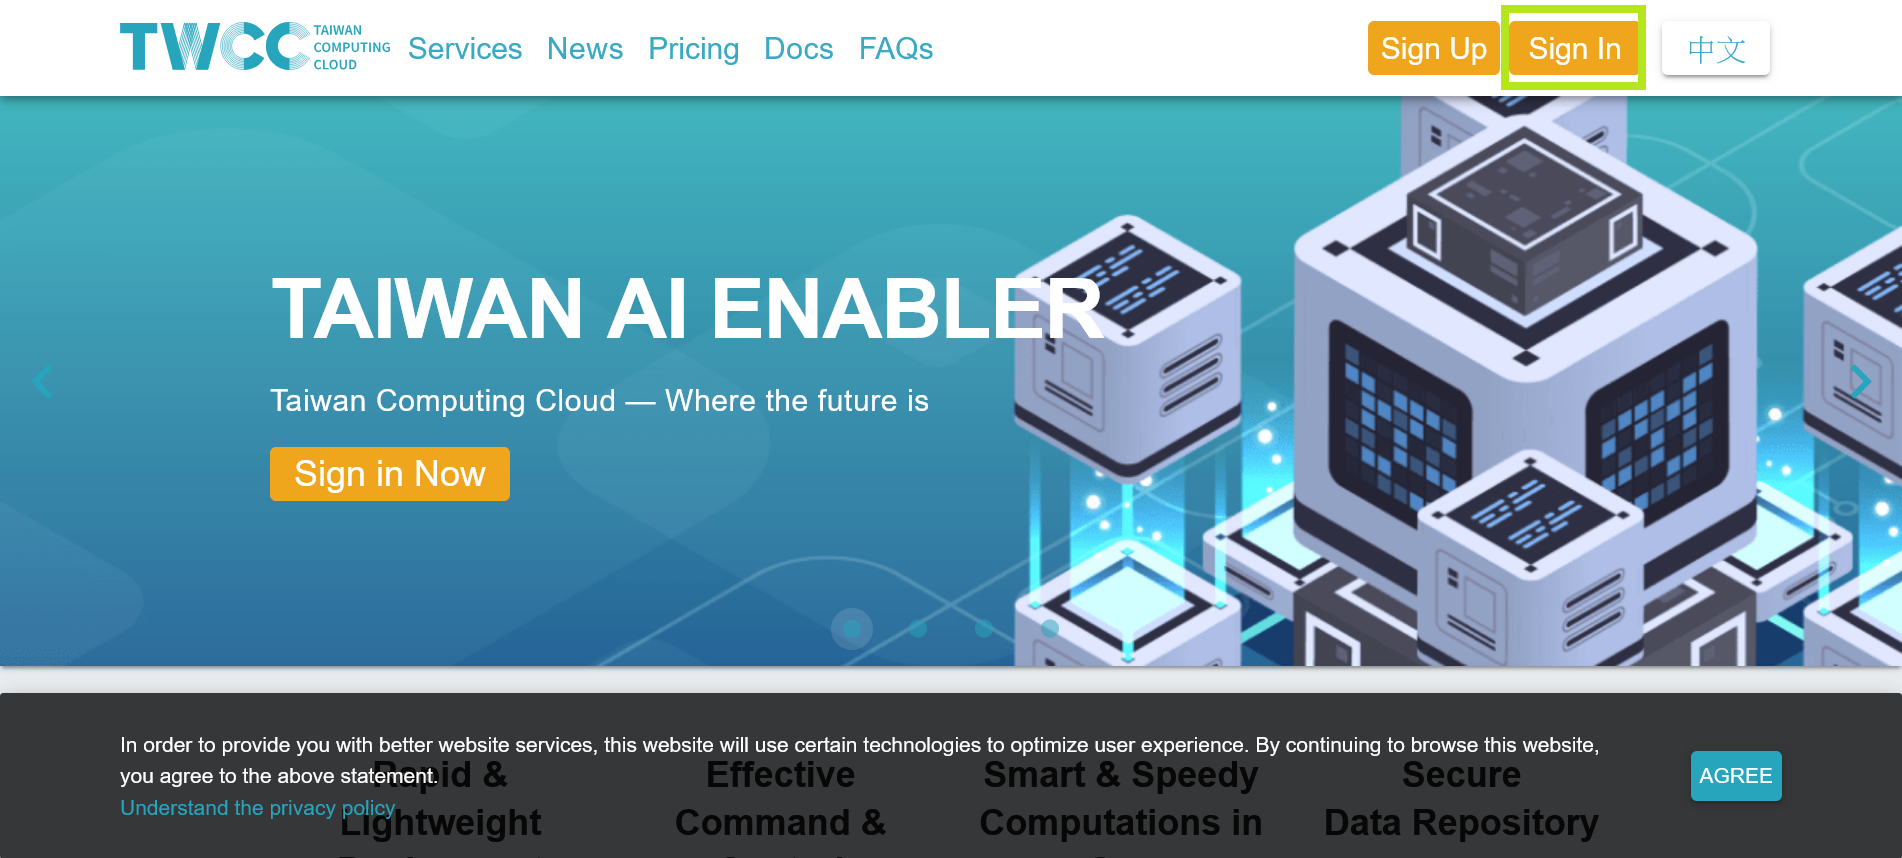 TWCC TAIWAN COMPUTING CLOUD
Services News Pricing Docs FAQs
Sign Up Sign In 中文
TAIWAN AI ENABLER
Taiwan Computing Cloud — Where the future is
Sign in Now
In order to provide you with better website services, this website will use certain technologies to optimize user experience. By continuing to browse this website,
you agree to the above statement.
Understand the privacy policy
AGREE
Rapid &
Lightweight
Effective
Command &
Smart & Speedy
Computations in
Secure
Data Repository